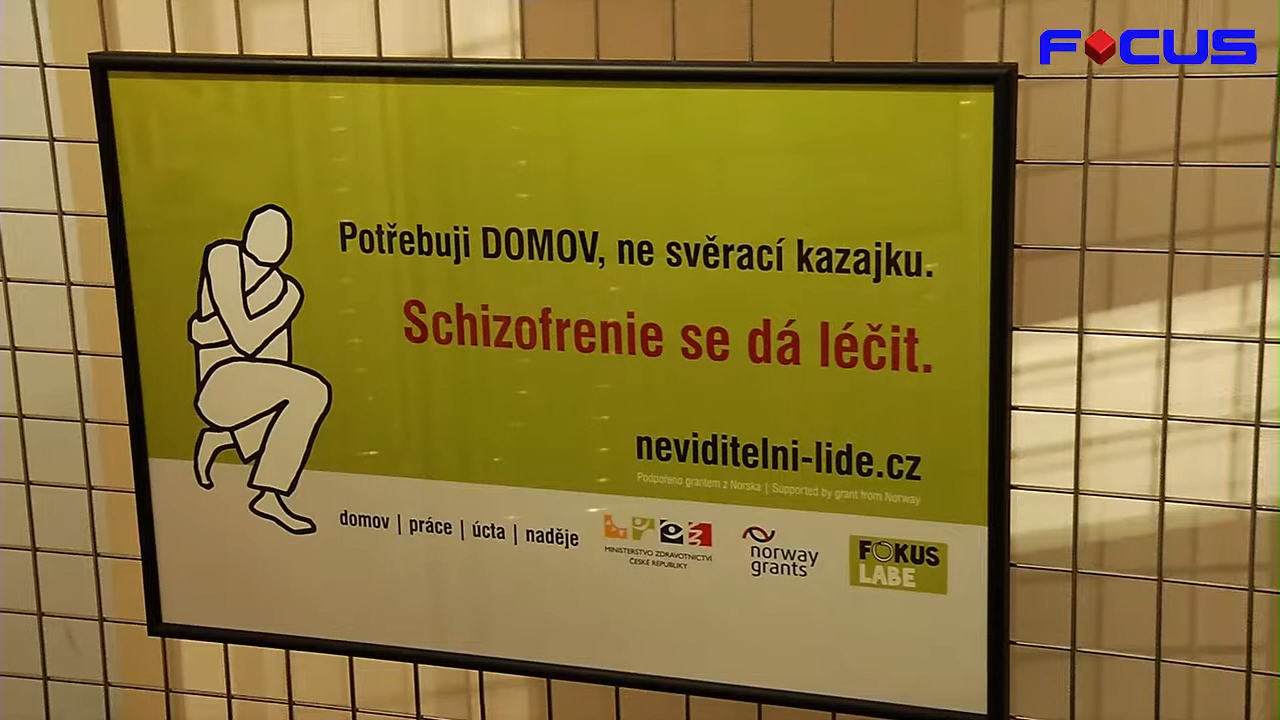 FOCUS
Potřebuji DOMOV, ne svěrací kazajku.
Schizofrenie se dá léčit.
neviditelni-lide.cz
Podpořeno grantem z Norska | Supported by grant from Norway
domov | práce | úcta | naděje
MINISTERSTVO ZDRAVOTNICTVÍ
ČESKÉ REPUBLIKY
norway
grants
FOKUS
LABE